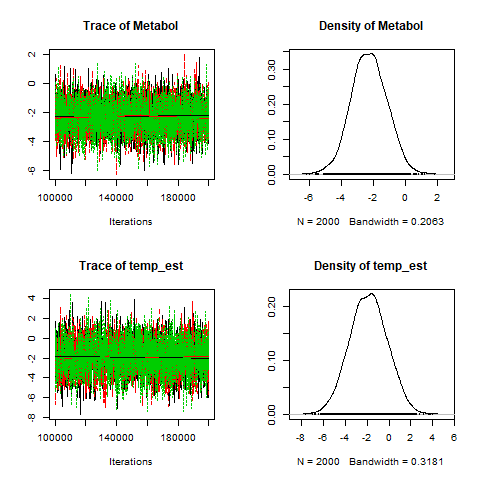 Trace of Metabol
2
0
-2
-4
-6
100000 140000 180000
Iterations
Density of Metabol
0.30
0.20
0.10
0.00
-6 -4 -2 0 2
N = 2000 Bandwidth = 0.2063
Trace of temp_est
4
2
0
-2
-4
-6
-8
100000 140000 180000
Iterations
Density of temp_est
0.20
0.10
0.00
-8 -6 -4 -2 0 2 4 6
N = 2000 Bandwidth = 0.3181